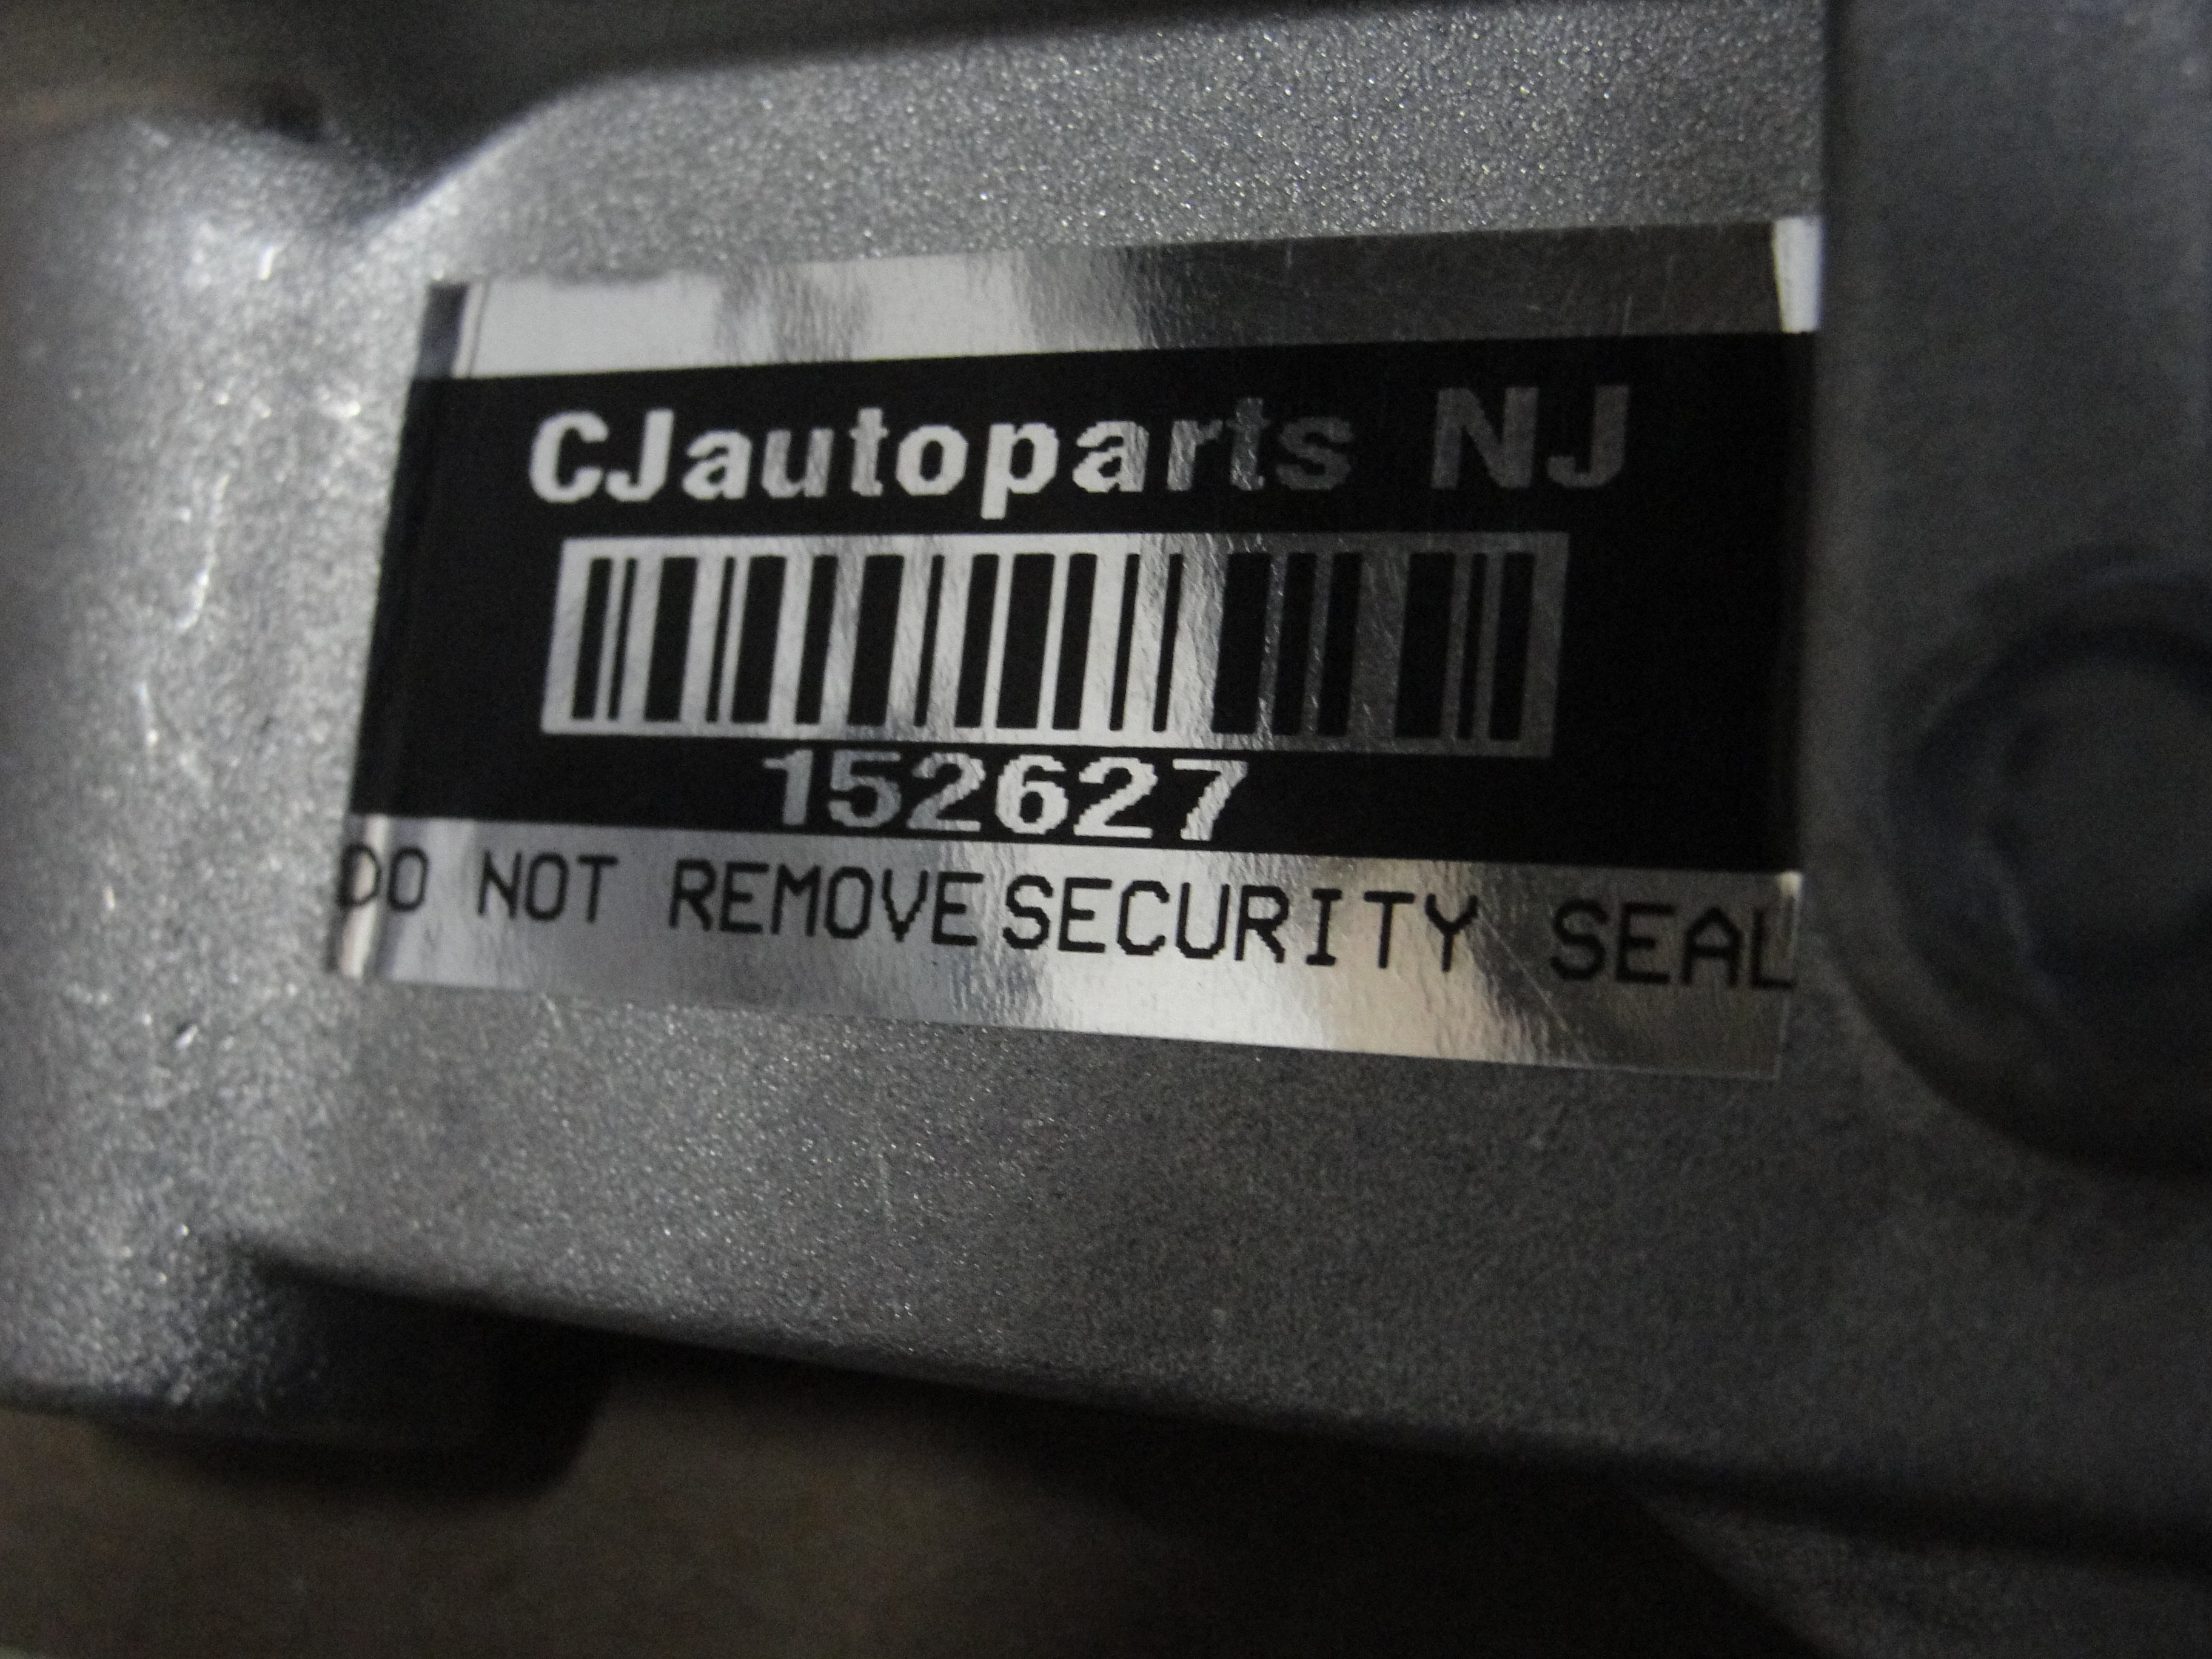 CJautoparts NJ
152627
DO NOT REMOVE SECURITY SEAL